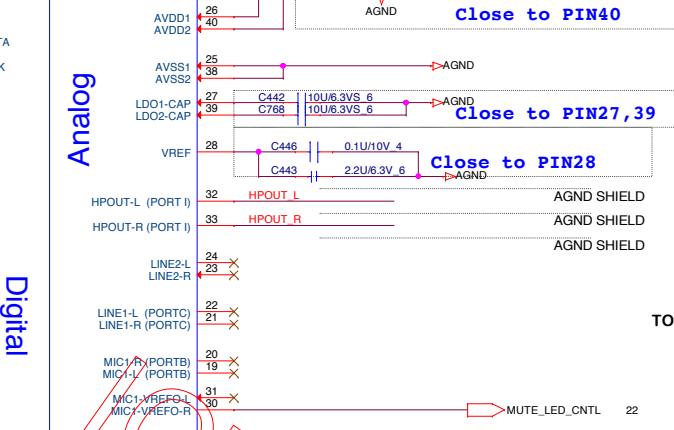 26
AVDD1
AGND
Close to PIN40
40
AVDD2
TA
25
AVSS1
AGND
K
38
AVSS2
Analog
27
C442
10U/6.3VS_6
LDO1-CAP
AGND
39
C768
10U/6.3VS_6
LDO2-CAP
Close to PIN27,39
28
C446
0.1U/10V_4
VREF
Close to PIN28
C443
2.2U/6.3V_6
AGND
32
HPOUT_L
HPOUT-L (PORT I)
AGND SHIELD
33
HPOUT_R
HPOUT-R (PORT I)
AGND SHIELD
AGND SHIELD
24
LINE2-L
23
LINE2-R
Digital
22
LINE1-L (PORTC)
21
LINE1-R (PORTC)
TO
20
MIC1-R (PORTB)
19
MIC1-L (PORTB)
31
MIC1-VREFO-L
30
MIC1-VREFO-R
MUTE_LED_CNTL 22